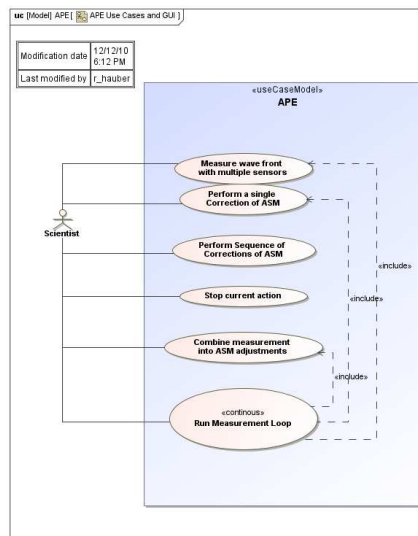 uc [Model] APE [ APE Use Cases and GUI ]
Modification date 12/12/10
6:12 PM
Last modified by r_hauber
«useCaseModel»
APE
Measure wave front
with multiple sensors
Perform a single
Correction of ASM
Scientist
Perform Sequence of
Corrections of ASM
«include»
Stop current action
«include»
Combine measurement
into ASM adjustments
«include»
«continous»
Run Measurement Loop